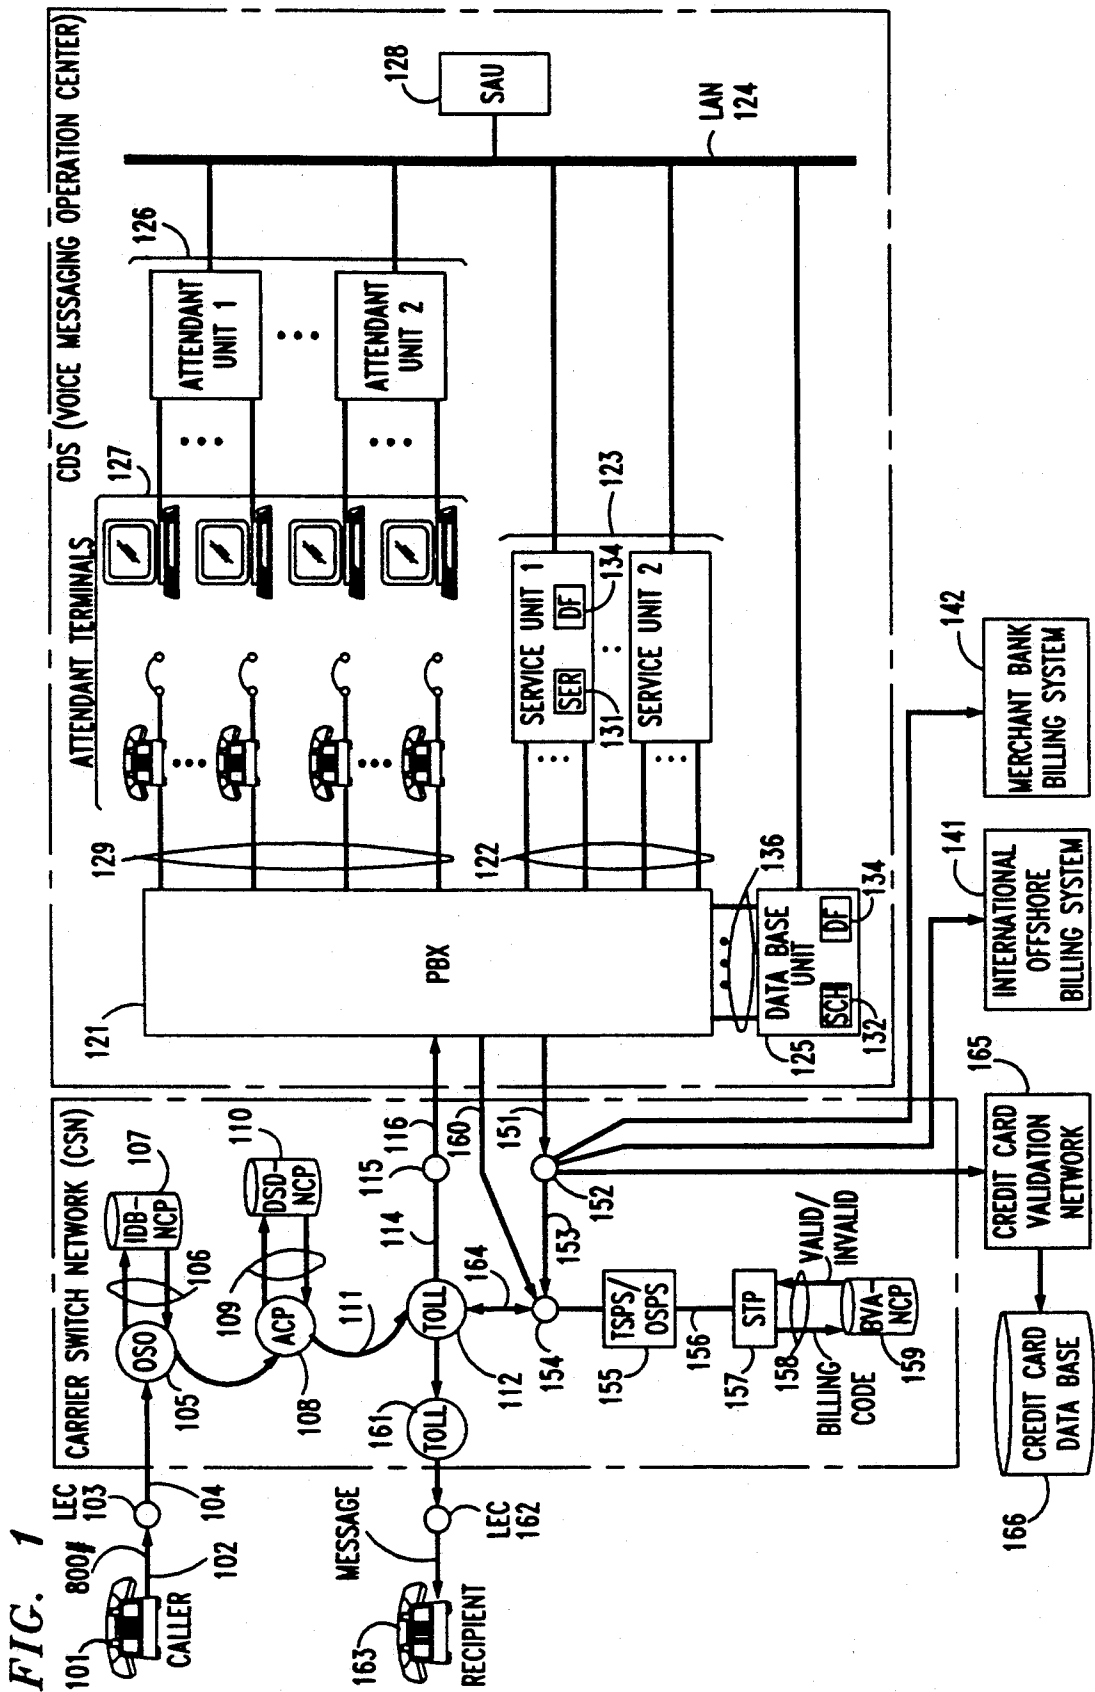 FIG. 1
CDS (VOICE MESSAGING OPERATION CENTER)
CARRIER SWITCH NETWORK (CSN)
ATTENDANT TERMINALS
101
CALLER
800#
102
LEC
103
104
OSO
105
106
IDB-
NCP
107
ACP
108
109
DSD-
NCP
110
111
TOLL
112
114
115
116
TOLL
161
LEC
162
MESSAGE
163
RECIPIENT
164
160
151
152
153
154
TSPS/
OSPS
155
156
STP
157
158
VALID/
INVALID
BILLING
CODE
BVA-
NCP
159
121
PBX
129
127
126
ATTENDANT
UNIT 1
ATTENDANT
UNIT 2
SAU
128
LAN
124
122
123
SERVICE UNIT 1
SER
131
DF
134
SERVICE UNIT 2
136
DATA BASE
UNIT
125
SCH
132
DF
134
MERCHANT BANK
BILLING SYSTEM
142
INTERNATIONAL
OFFSHORE
BILLING SYSTEM
141
CREDIT CARD
VALIDATION
NETWORK
165
CREDIT CARD
DATA BASE
166